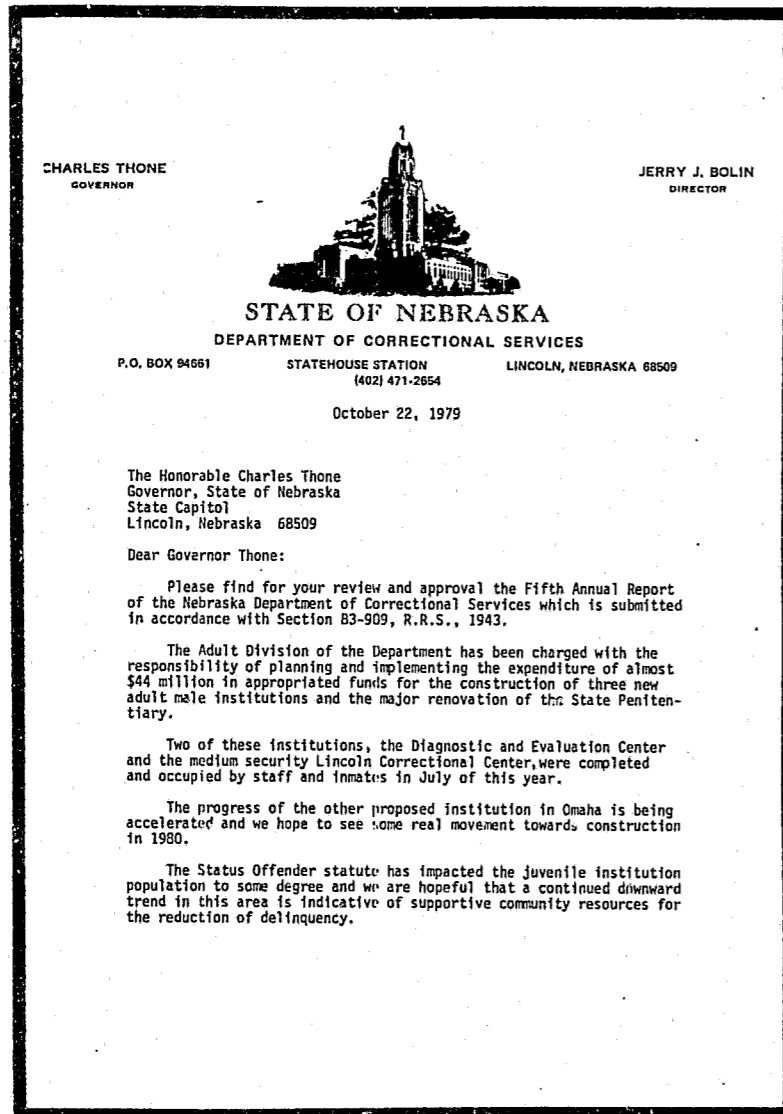 CHARLES THONE
GOVERNOR
JERRY J. BOLIN
DIRECTOR
STATE OF NEBRASKA
DEPARTMENT OF CORRECTIONAL SERVICES
P.O. BOX 94661 STATEHOUSE STATION LINCOLN, NEBRASKA 68509
(402) 471-2654
October 22, 1979
The Honorable Charles Thone
Governor, State of Nebraska
State Capitol
Lincoln, Nebraska 68509
Dear Governor Thone:
Please find for your review and approval the Fifth Annual Report
of the Nebraska Department of Correctional Services which is submitted
in accordance with Section 83-909, R.R.S., 1943.
The Adult Division of the Department has been charged with the
responsibility of planning and implementing the expenditure of almost
$44 million in appropriated funds for the construction of three new
adult male institutions and the major renovation of the State Peniten-
tiary.
Two of these institutions, the Diagnostic and Evaluation Center
and the medium security Lincoln Correctional Center,were completed
and occupied by staff and inmates in July of this year.
The progress of the other proposed institution in Omaha is being
accelerated and we hope to see some real movement towards construction
in 1980.
The Status Offender statute has impacted the juvenile institution
population to some degree and we are hopeful that a continued downward
trend in this area is indicative of supportive community resources for
the reduction of delinquency.